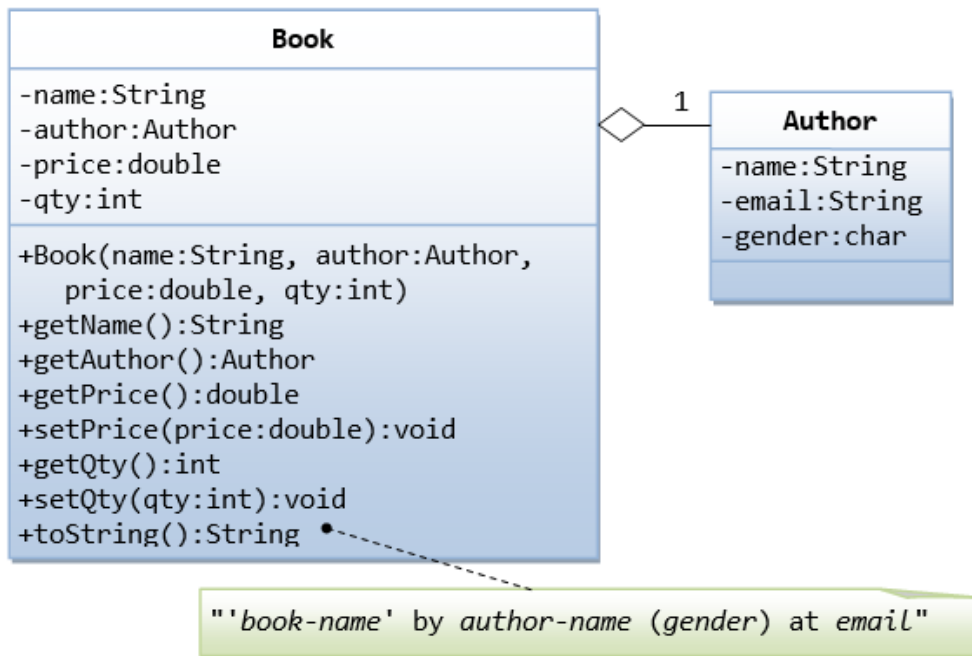 Book
-name:String
-author:Author
-price:double
-qty:int
+Book(name:String, author:Author,
price:double, qty:int)
+getName():String
+getAuthor():Author
+getPrice():double
+setPrice(price:double):void
+getQty():int
+setQty(qty:int):void
+toString():String
1
Author
-name:String
-email:String
-gender:char
"'book-name' by author-name (gender) at email"